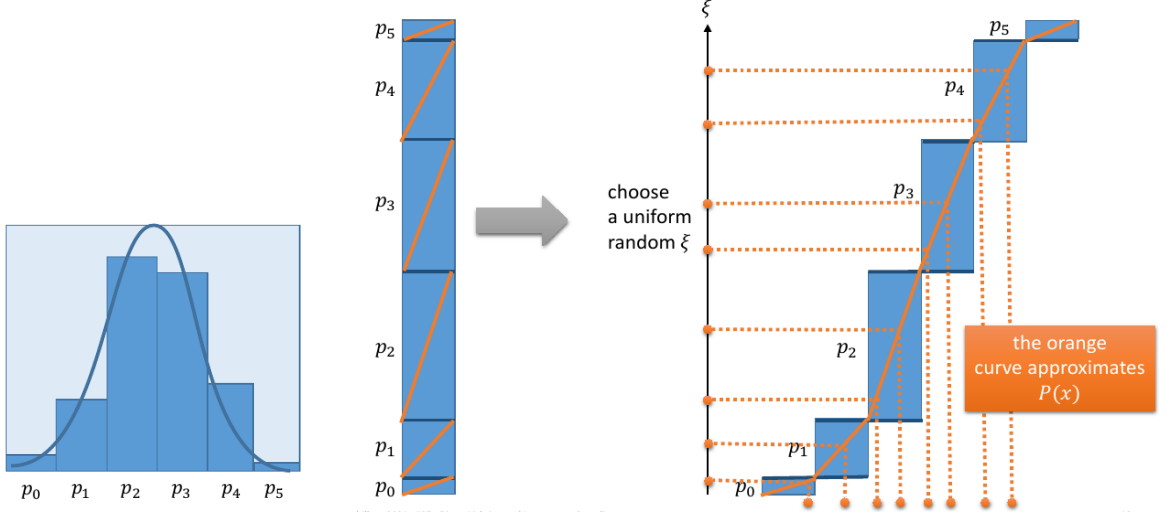 p₀ p₁ p₂ p₃ p₄ p₅
p₅
p₄
p₃
p₂
p₁
p₀
choose
a uniform
random ξ
ξ
p₅
p₄
p₃
p₂
p₁
p₀
the orange
curve approximates
P(x)